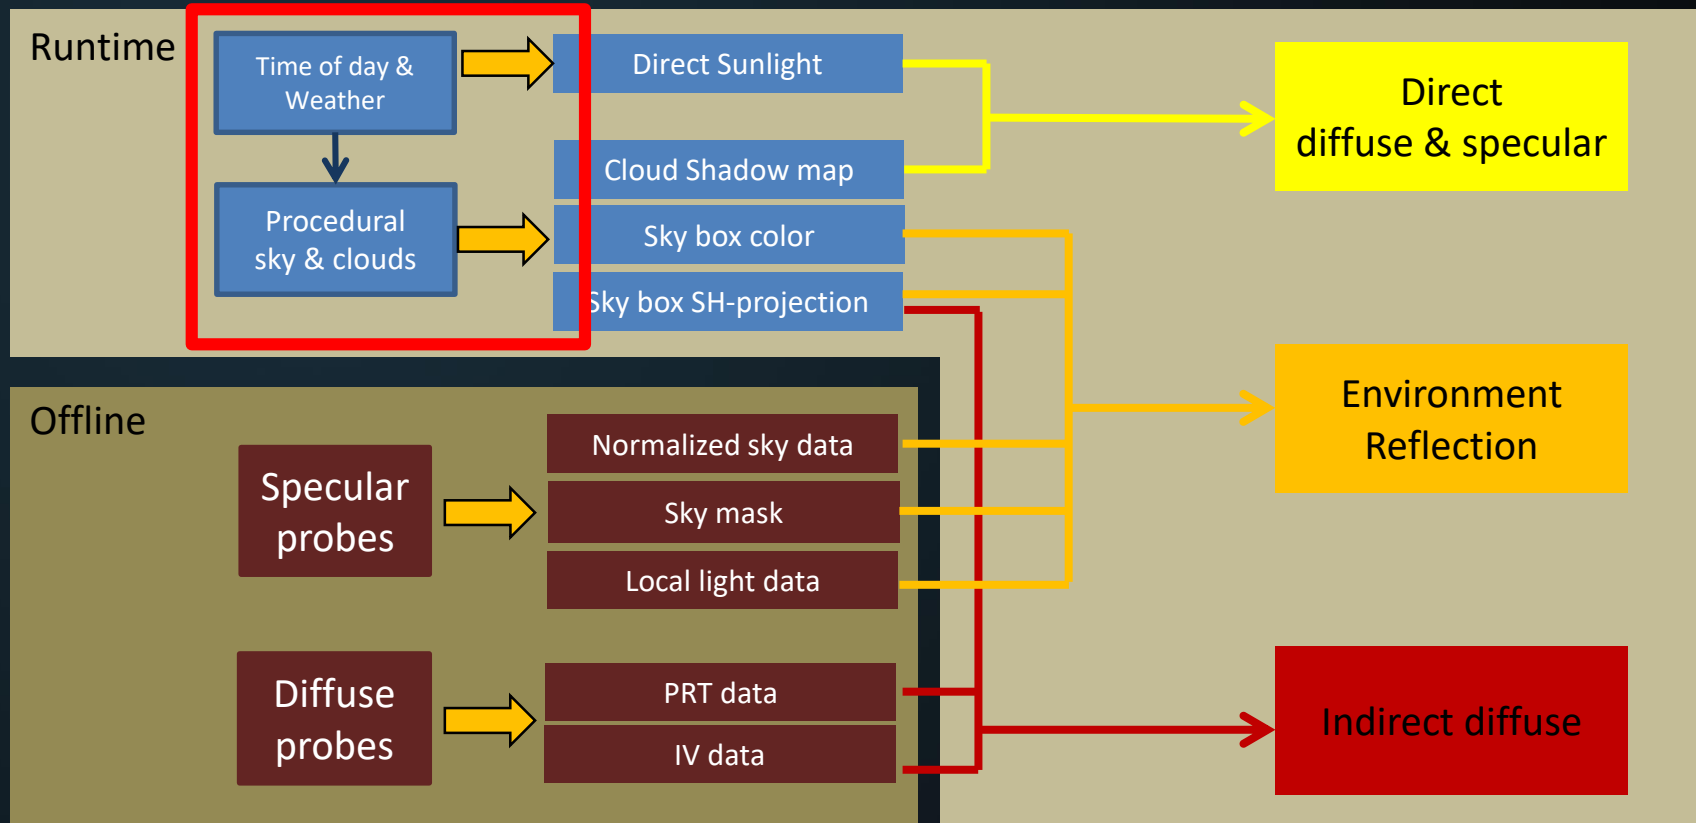 Runtime
Time of day &
Weather
Direct Sunlight
Direct
diffuse & specular
Cloud Shadow map
Procedural
sky & clouds
Sky box color
Sky box SH-projection
Environment
Reflection
Offline
Specular
probes
Normalized sky data
Sky mask
Local light data
Diffuse
probes
PRT data
IV data
Indirect diffuse